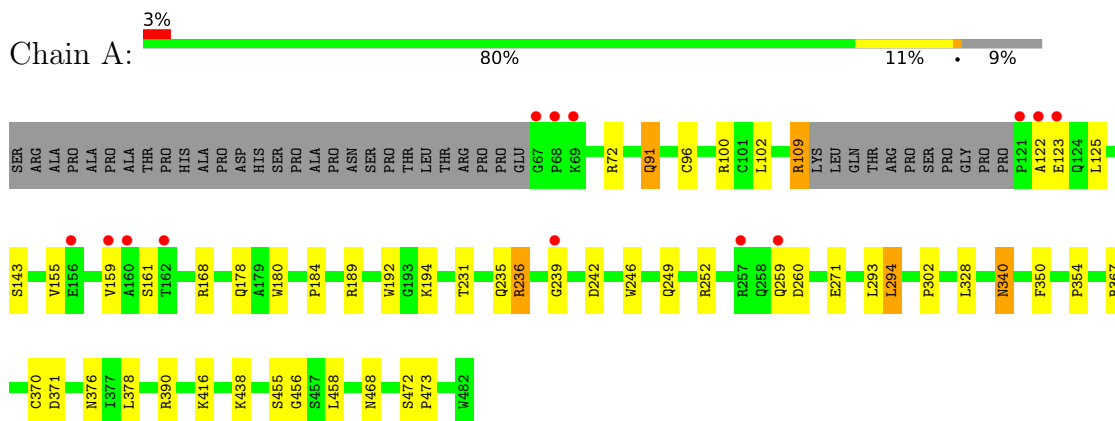 3%
Chain A:
80% 11% • 9%
SER ARG ALA PRO ALA PRO ALA THR PRO HIS ALA PRO ASP HIS SER PRO ALA PRO ASN SER PRO THR LEU THR ARG PRO PRO GLU G67 P68 K69 R72 Q91 C96 R100 C101 L102 R109 LYS LEU GLN THR ARG PRO SER PRO GLY PRO PRO P121 A122 E123 Q124 L125
S143 V155 E156 V159 A160 S161 T162 R168 Q178 A179 W180 P184 R189 W192 G193 K194 T231 Q235 R236 G239 D242 W246 Q249 R252 R257 Q258 Q259 D260 E271 L293 L294 P302 L328 N340 F350 P354
C370 D371 N376 I377 L378 R390 K416 K438 S455 G456 S457 L458 N468 S472 P473 W482